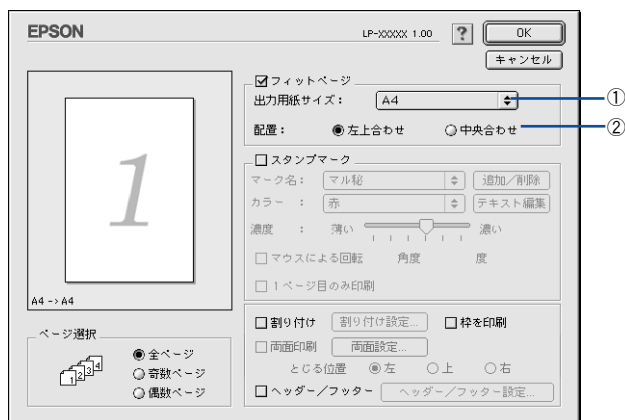 EPSON
LP-XXXXX 1.00
?
OK
キャンセル
フィットページ
出力用紙サイズ： A4
①
配置： 左上合わせ 中央合わせ
②
1
A4 -> A4
スタンプマーク
マーク名： マル秘 追加／削除
カラー ： 赤 テキスト編集
濃度 ： 薄い 濃い
マウスによる回転 角度 度
1ページ目のみ印刷
ページ選択
1 2 3 4
全ページ
奇数ページ
偶数ページ
割り付け 割り付け設定... 枠を印刷
両面印刷 両面設定...
とじる位置 左 上 右
ヘッダー／フッター ヘッダー／フッター設定...